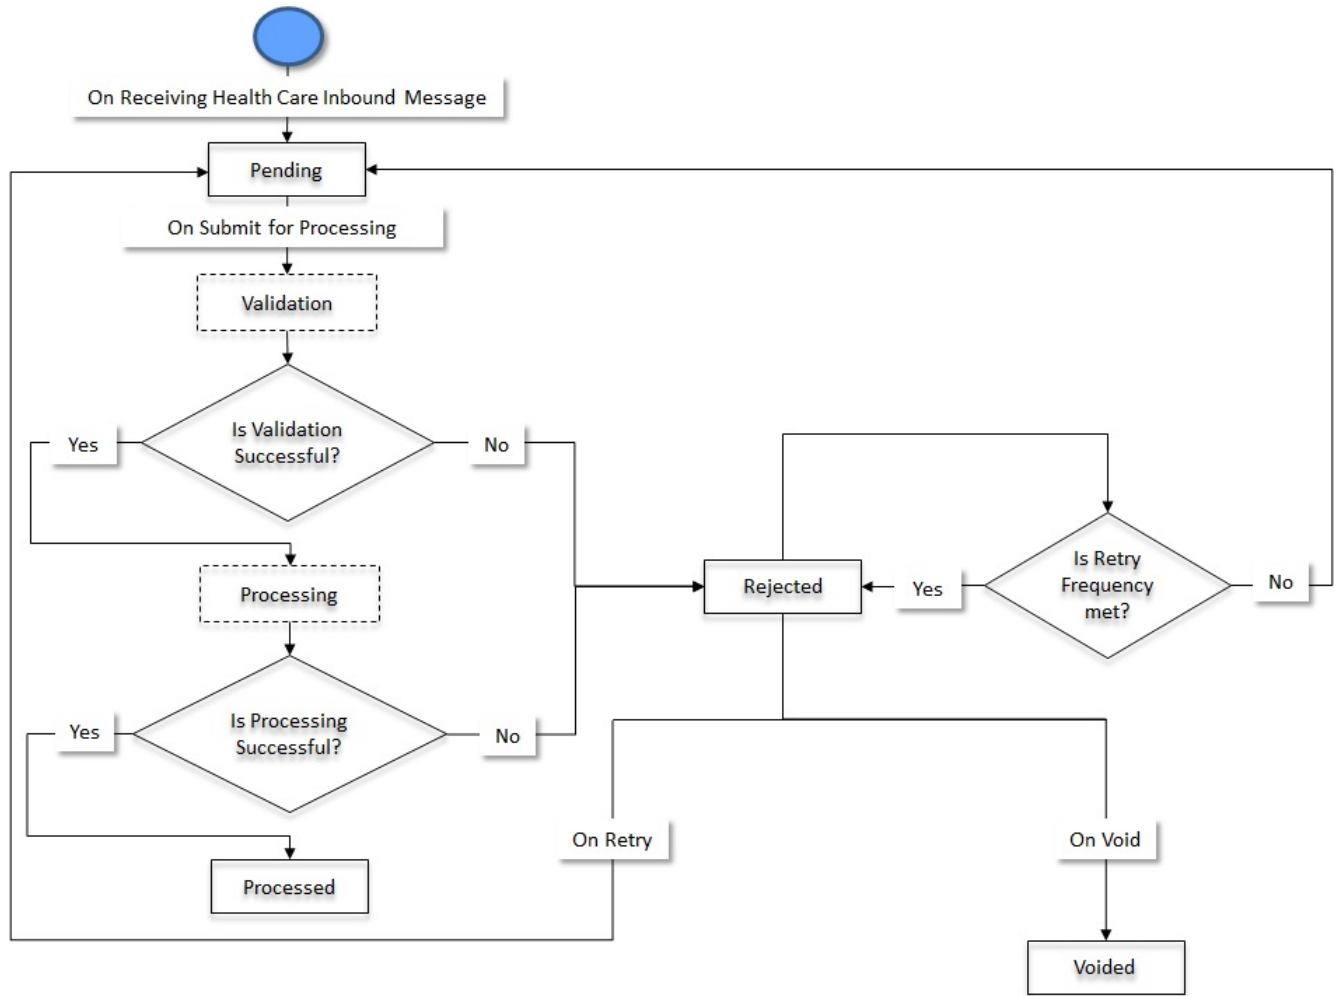 On Receiving Health Care Inbound Message
Pending
On Submit for Processing
Validation
Is Validation
Successful?
Yes
No
Processing
Is Processing
Successful?
Yes
No
Processed
Rejected
Is Retry
Frequency
met?
Yes
No
On Retry
On Void
Voided